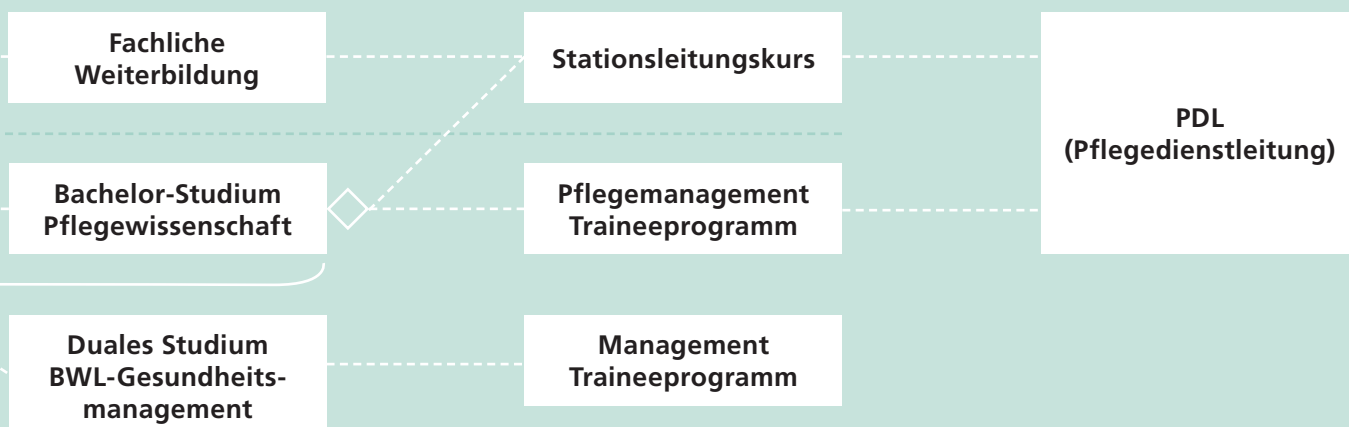 Fachliche
Weiterbildung
Stationsleitungskurs
PDL
(Pflegedienstleitung)
Bachelor-Studium
Pflegewissenschaft
Pflegemanagement
Traineeprogramm
Duales Studium
BWL-Gesundheits-
management
Management
Traineeprogramm